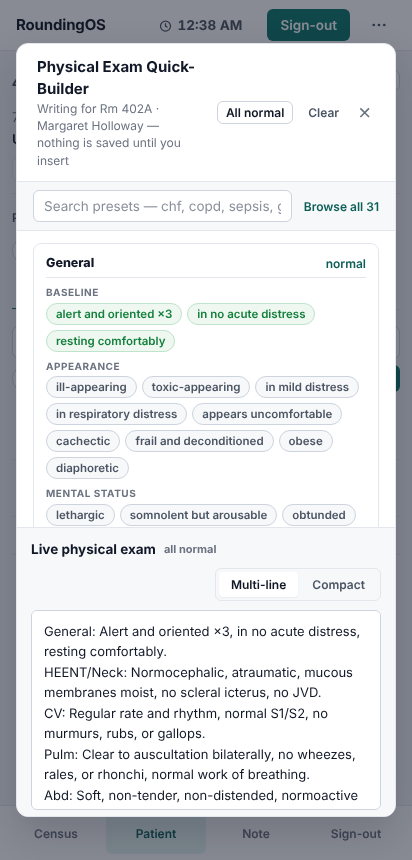 RoundingOS 12:38 AM Sign-out ...
Physical Exam Quick-
Builder
Writing for Rm 402A ·
Margaret Holloway —
nothing is saved until you
insert
All normal Clear ×
Search presets — chf, copd, sepsis, Browse all 31
General normal
BASELINE
alert and oriented ×3 in no acute distress
resting comfortably
APPEARANCE
ill-appearing toxic-appearing in mild distress
in respiratory distress appears uncomfortable
cachectic frail and deconditioned obese
diaphoretic
MENTAL STATUS
lethargic somnolent but arousable obtunded
Live physical exam all normal
Multi-line Compact
General: Alert and oriented ×3, in no acute distress,
resting comfortably.
HEENT/Neck: Normocephalic, atraumatic, mucous
membranes moist, no scleral icterus, no JVD.
CV: Regular rate and rhythm, normal S1/S2, no
murmurs, rubs, or gallops.
Pulm: Clear to auscultation bilaterally, no wheezes,
rales, or rhonchi, normal work of breathing.
Abd: Soft, non-tender, non-distended, normoactive
Census Patient Note Sign-out